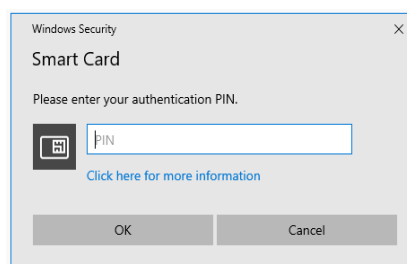 Windows Security
Smart Card
Please enter your authentication PIN.
PIN
Click here for more information
OK
Cancel